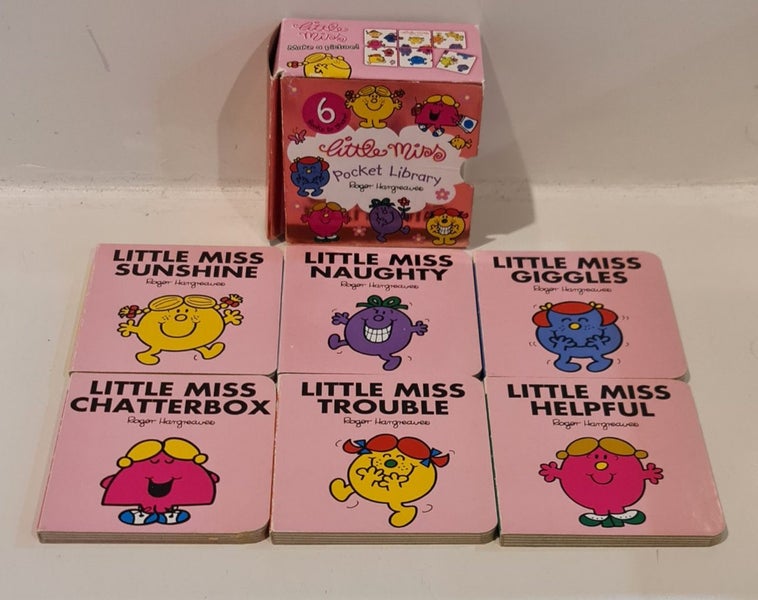 Little
Miss
Make a picture!
6
Little Miss
Pocket Library
Roger Hargreaves
LITTLE MISS
SUNSHINE
Roger Hargreaves
LITTLE MISS
NAUGHTY
Roger Hargreaves
LITTLE MISS
GIGGLES
Roger Hargreaves
LITTLE MISS
CHATTERBOX
Roger Hargreaves
LITTLE MISS
TROUBLE
Roger Hargreaves
LITTLE MISS
HELPFUL
Roger Hargreaves